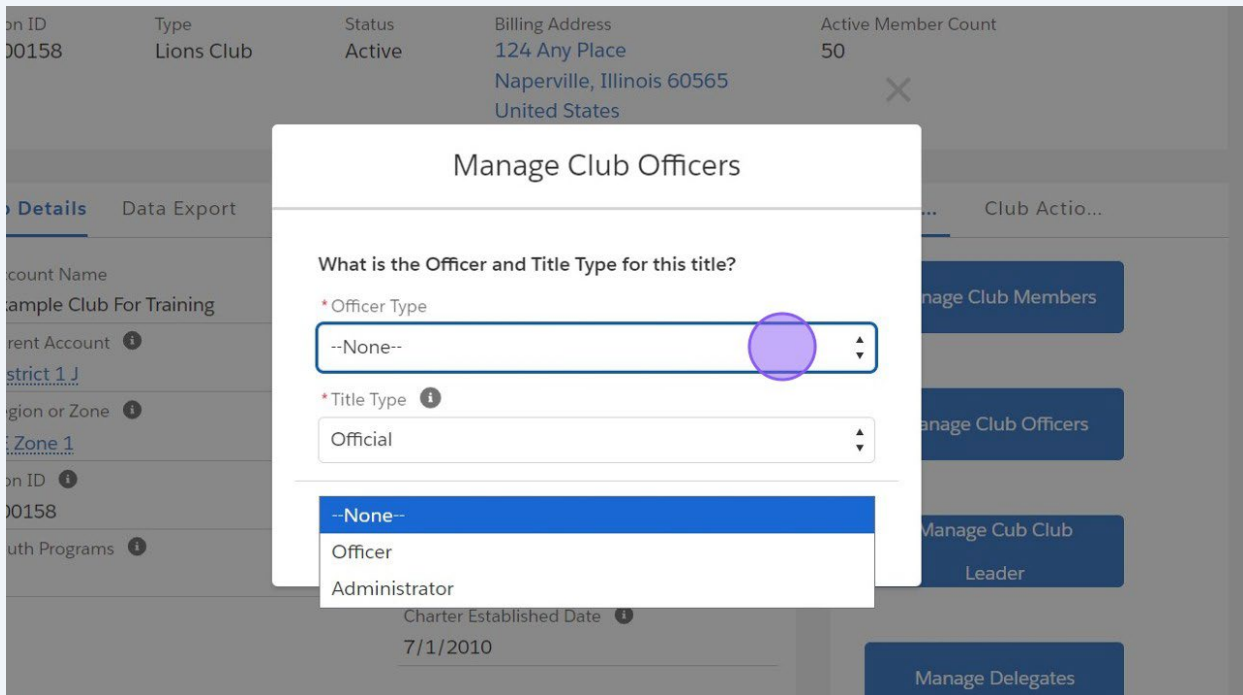 on ID
Type
Status
Billing Address
Active Member Count
00158
Lions Club
Active
124 Any Place
50
Naperville, Illinois 60565
United States
Manage Club Officers
Details
Data Export
...
Club Actio...
What is the Officer and Title Type for this title?
ccount Name
*Officer Type
ample Club For Training
nage Club Members
--None--
rent Account
strict 1 J
*Title Type
gion or Zone
Official
anage Club Officers
Zone 1
on ID
--None--
00158
Manage Cub Club
Leader
uth Programs
Officer
Administrator
Charter Established Date
7/1/2010
Manage Delegates